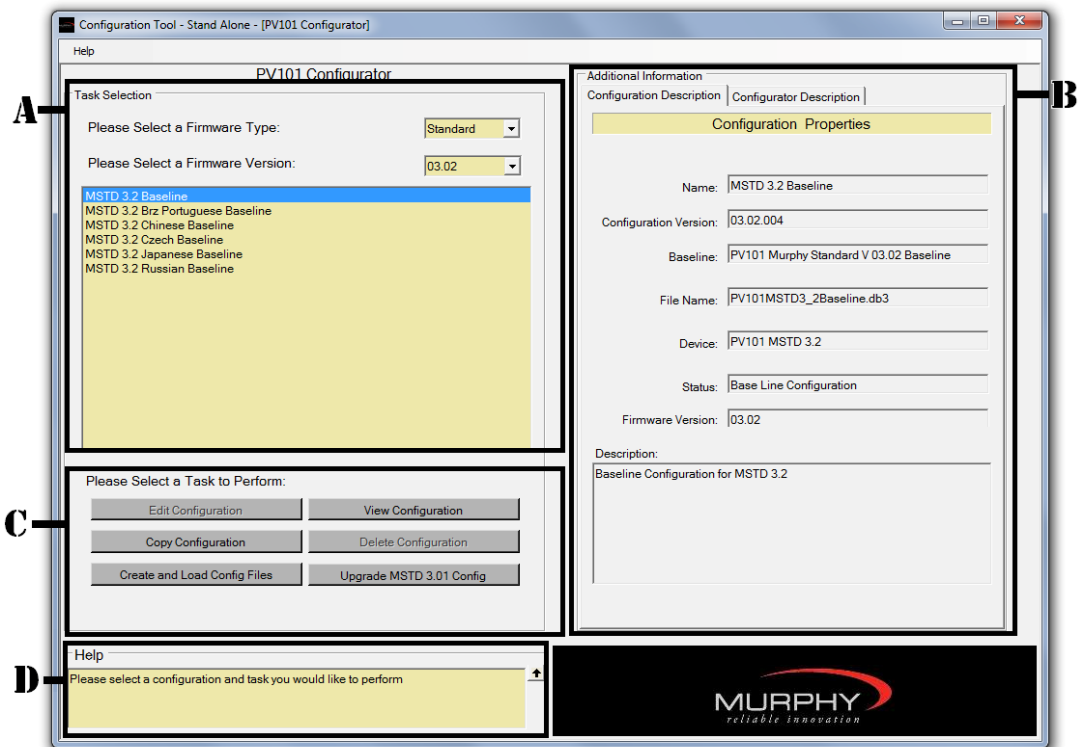 Configuration Tool - Stand Alone - [PV101 Configurator]
Help
PV101 Configurator
A
Task Selection
Please Select a Firmware Type:
Standard
Please Select a Firmware Version:
03.02
MSTD 3.2 Baseline
MSTD 3.2 Brz Portuguese Baseline
MSTD 3.2 Chinese Baseline
MSTD 3.2 Czech Baseline
MSTD 3.2 Japanese Baseline
MSTD 3.2 Russian Baseline
B
Additional Information
Configuration Description
Configurator Description
Configuration Properties
Name: MSTD 3.2 Baseline
Configuration Version: 03.02.004
Baseline: PV101 Murphy Standard V 03.02 Baseline
File Name: PV101MSTD3_2Baseline.db3
Device: PV101 MSTD 3.2
Status: Base Line Configuration
Firmware Version: 03.02
Description:
Baseline Configuration for MSTD 3.2
C
Please Select a Task to Perform:
Edit Configuration
View Configuration
Copy Configuration
Delete Configuration
Create and Load Config Files
Upgrade MSTD 3.01 Config
D
Help
Please select a configuration and task you would like to perform
MURPHY
reliable innovation